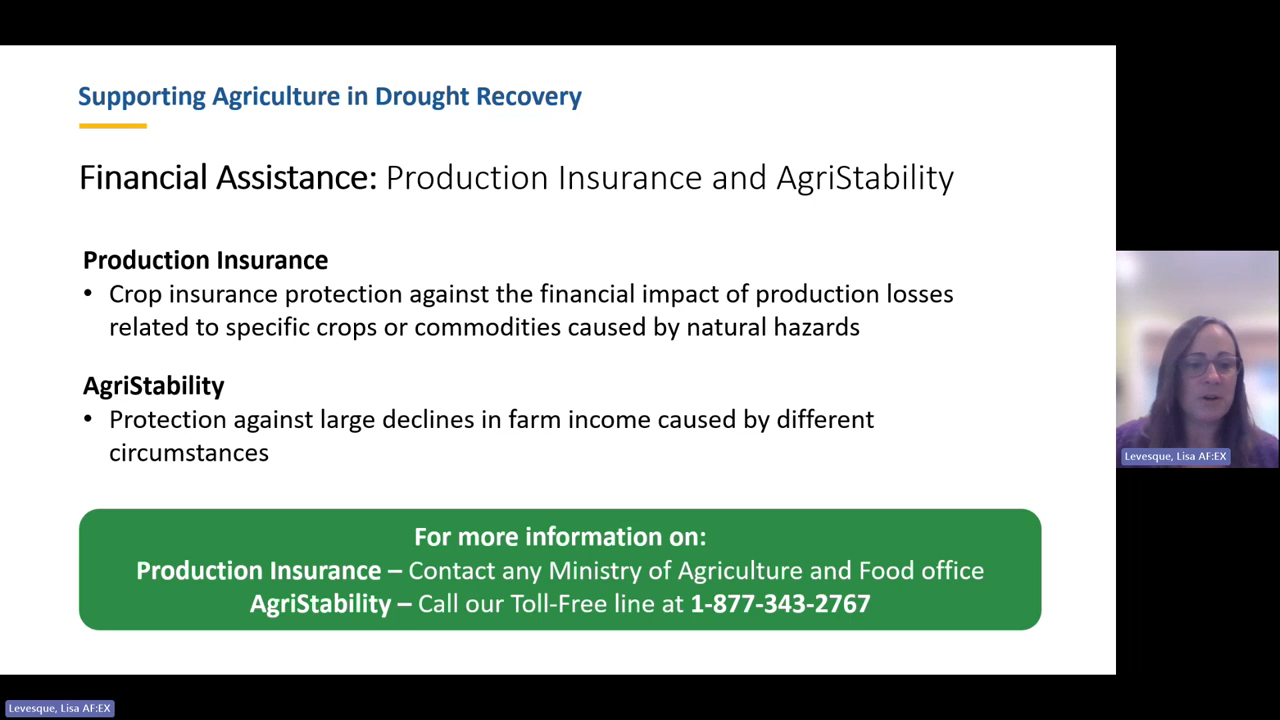 Supporting Agriculture in Drought Recovery
Financial Assistance: Production Insurance and AgriStability
Production Insurance
• Crop insurance protection against the financial impact of production losses
related to specific crops or commodities caused by natural hazards
AgriStability
• Protection against large declines in farm income caused by different
circumstances
For more information on:
Production Insurance – Contact any Ministry of Agriculture and Food office
AgriStability – Call our Toll-Free line at 1-877-343-2767
Levesque, Lisa AF:EX
Levesque, Lisa AF:EX